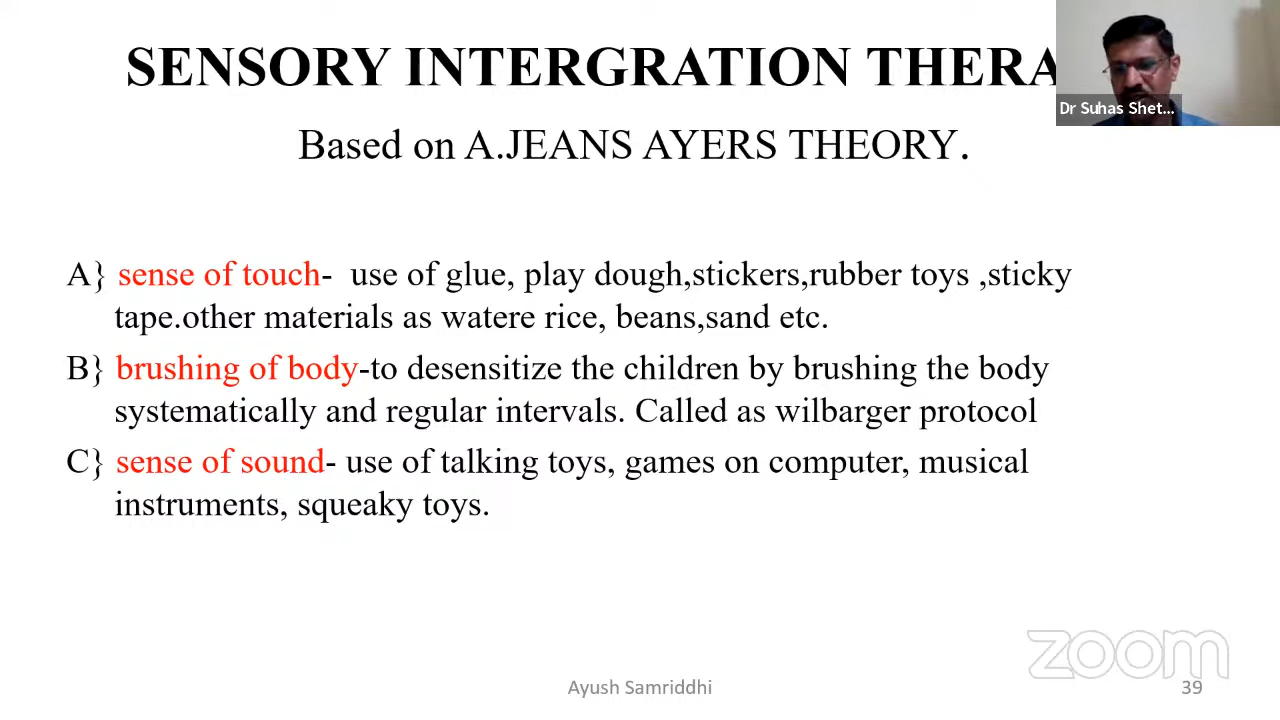 SENSORY INTERGRATION THERA
Based on A.JEANS AYERS THEORY.
Dr Suhas Shet...
A} sense of touch- use of glue, play dough,stickers,rubber toys ,sticky
tape.other materials as watere rice, beans,sand etc.
B} brushing of body-to desensitize the children by brushing the body
systematically and regular intervals. Called as wilbarger protocol
C} sense of sound- use of talking toys, games on computer, musical
instruments, squeaky toys.
zoom
Ayush Samriddhi
39